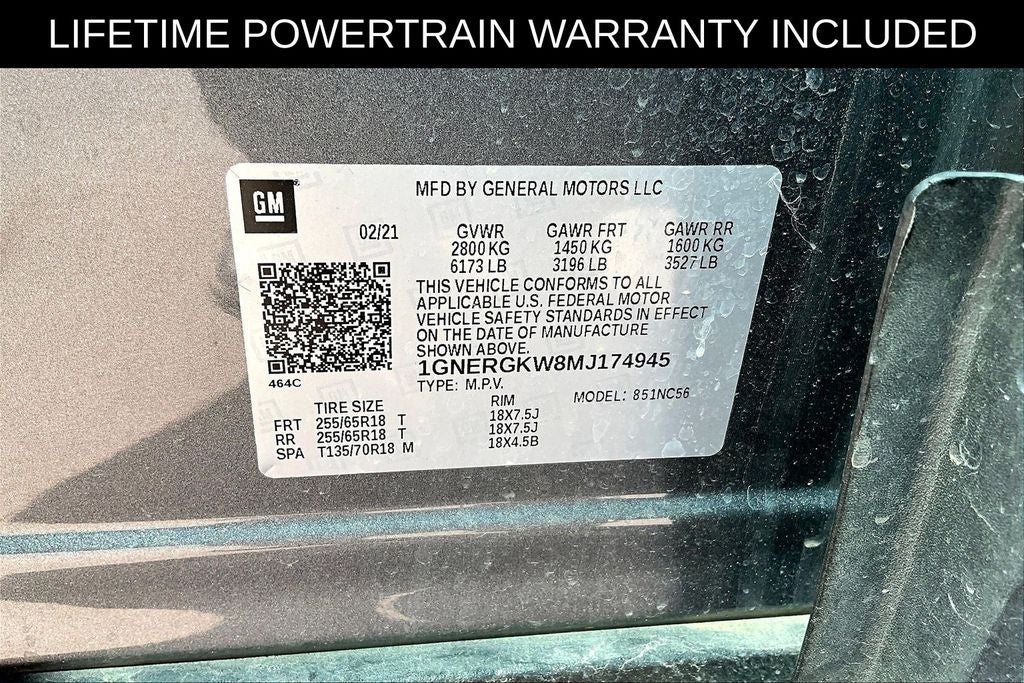 LIFETIME POWERTRAIN WARRANTY INCLUDED
GM
MFD BY GENERAL MOTORS LLC
02/21 GVWR GAWR FRT GAWR RR
2800 KG 1450 KG 1600 KG
6173 LB 3196 LB 3527 LB
THIS VEHICLE CONFORMS TO ALL
APPLICABLE U.S. FEDERAL MOTOR
VEHICLE SAFETY STANDARDS IN EFFECT
ON THE DATE OF MANUFACTURE
SHOWN ABOVE.
1GNERGKW8MJ174945
464C
TYPE: M.P.V. MODEL: 851NC56
TIRE SIZE RIM
FRT 255/65R18 T 18X7.5J
RR 255/65R18 T 18X7.5J
SPA T135/70R18 M 18X4.5B